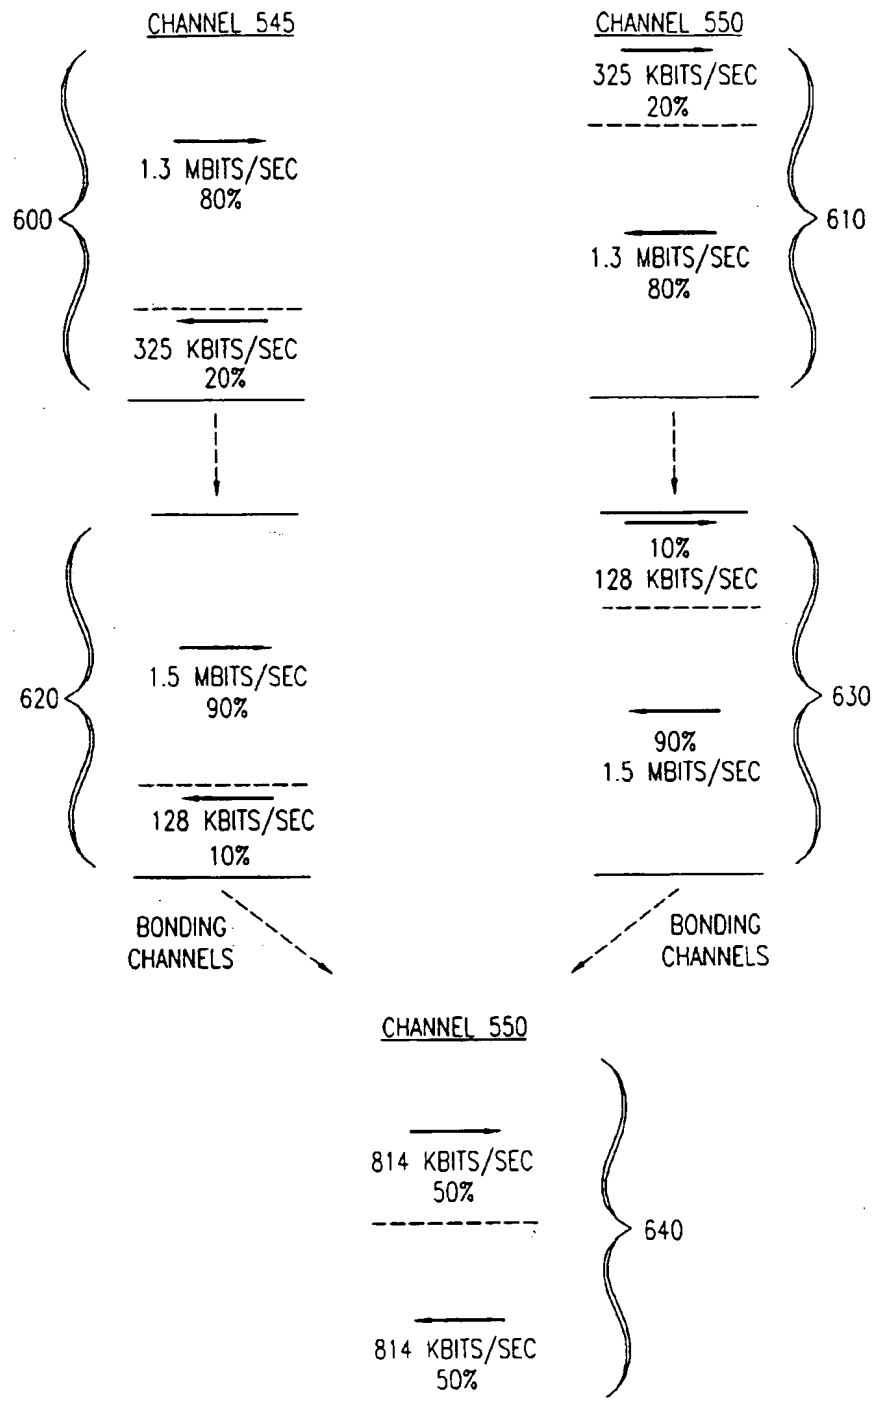 CHANNEL 545
1.3 MBITS/SEC
80%
600
325 KBITS/SEC
20%
CHANNEL 550
325 KBITS/SEC
20%
1.3 MBITS/SEC
80%
610
1.5 MBITS/SEC
90%
620
128 KBITS/SEC
10%
10%
128 KBITS/SEC
90%
1.5 MBITS/SEC
630
BONDING
CHANNELS
BONDING
CHANNELS
CHANNEL 550
814 KBITS/SEC
50%
640
814 KBITS/SEC
50%